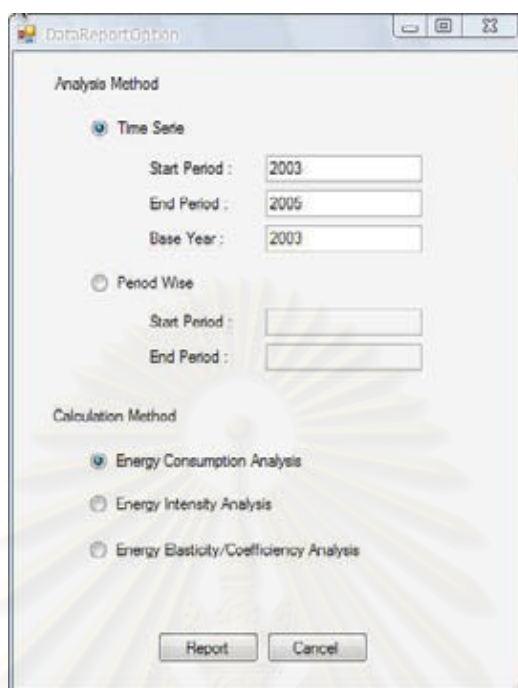 DataReportOption
Analysis Method
Time Serie
Start Period : 2003
End Period : 2005
Base Year : 2003
Period Wise
Start Period :
End Period :
Calculation Method
Energy Consumption Analysis
Energy Intensity Analysis
Energy Elasticity/Coefficiency Analysis
Report Cancel